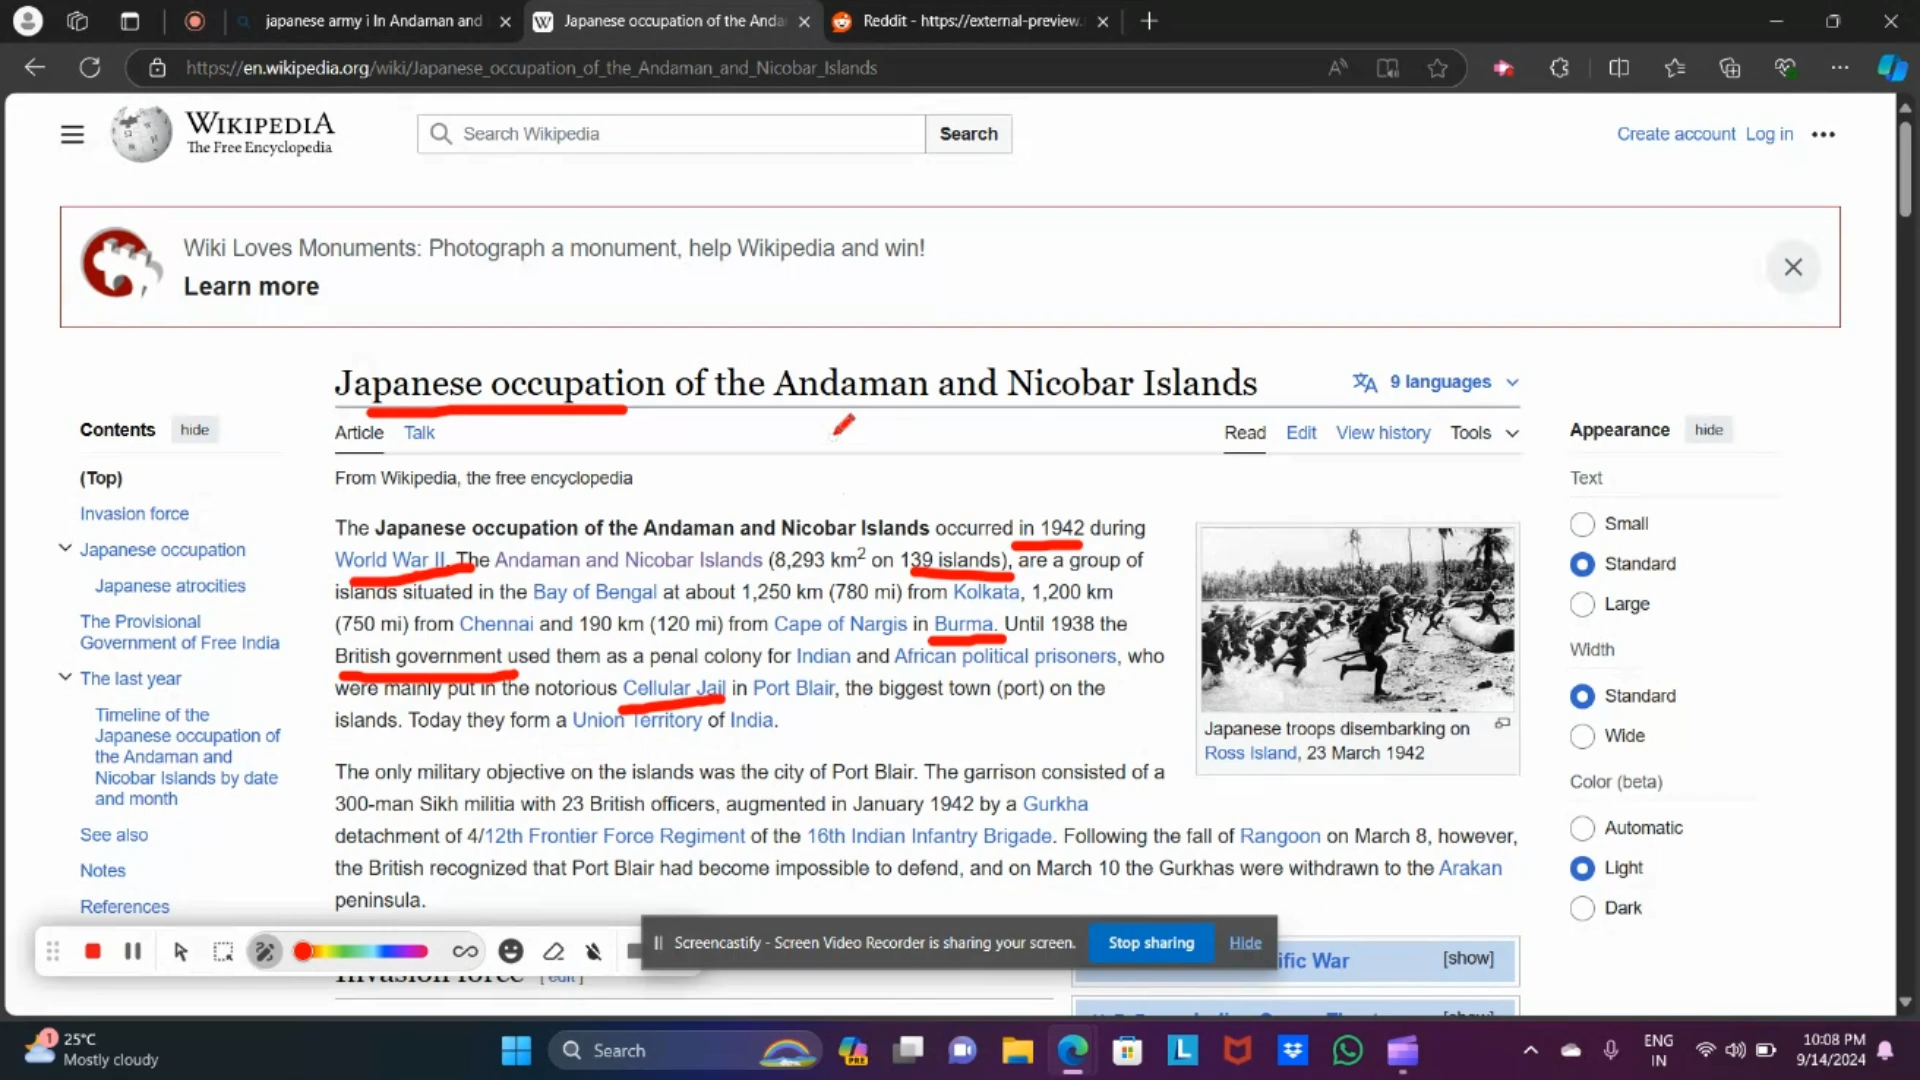 japanese army i In Andaman and
Japanese occupation of the Anda
Reddit - https://external-preview.
https://en.wikipedia.org/wiki/Japanese_occupation_of_the_Andaman_and_Nicobar_Islands
WIKIPEDIA
The Free Encyclopedia
Search Wikipedia
Search
Create account Log in
Wiki Loves Monuments: Photograph a monument, help Wikipedia and win!
Learn more
Japanese occupation of the Andaman and Nicobar Islands
9 languages
Contents hide
Article Talk
Read Edit View history Tools
Appearance hide
(Top)
Invasion force
Japanese occupation
Japanese atrocities
The Provisional
Government of Free India
The last year
Timeline of the
Japanese occupation of
the Andaman and
Nicobar Islands by date
and month
See also
Notes
References
From Wikipedia, the free encyclopedia
The Japanese occupation of the Andaman and Nicobar Islands occurred in 1942 during
World War II. The Andaman and Nicobar Islands (8,293 km2 on 139 islands), are a group of
islands situated in the Bay of Bengal at about 1,250 km (780 mi) from Kolkata, 1,200 km
(750 mi) from Chennai and 190 km (120 mi) from Cape of Nargis in Burma. Until 1938 the
British government used them as a penal colony for Indian and African political prisoners, who
were mainly put in the notorious Cellular Jail in Port Blair, the biggest town (port) on the
islands. Today they form a Union Territory of India.
Japanese troops disembarking on
Ross Island, 23 March 1942
The only military objective on the islands was the city of Port Blair. The garrison consisted of a
300-man Sikh militia with 23 British officers, augmented in January 1942 by a Gurkha
detachment of 4/12th Frontier Force Regiment of the 16th Indian Infantry Brigade. Following the fall of Rangoon on March 8, however,
the British recognized that Port Blair had become impossible to defend, and on March 10 the Gurkhas were withdrawn to the Arakan
peninsula.
Text
Small
Standard
Large
Width
Standard
Wide
Color (beta)
Automatic
Light
Dark
Screencastify - Screen Video Recorder is sharing your screen. Stop sharing Hide
Invasion force [ edit ]
ific War [show]
25°C
Mostly cloudy
Search
PRE
ENG
IN
10:08 PM
9/14/2024